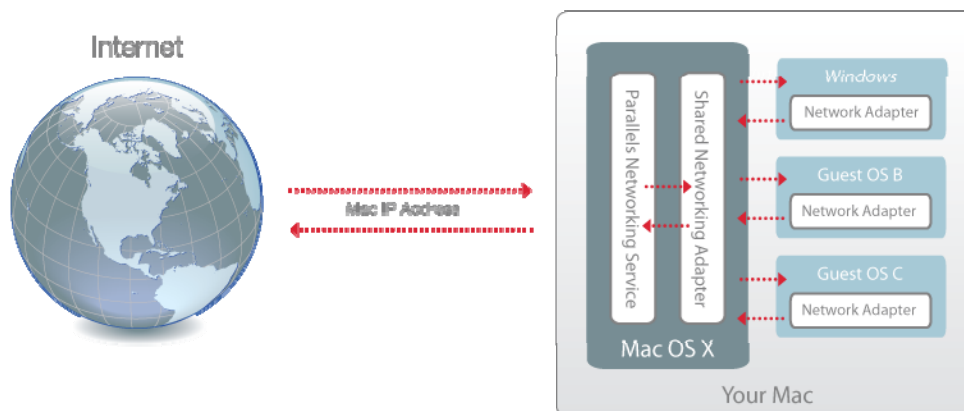 Internet
Mac IP Address
Parallels Networking Service
Shared Networking Adapter
Mac OS X
Windows
Network Adapter
Guest OS B
Network Adapter
Guest OS C
Network Adapter
Your Mac